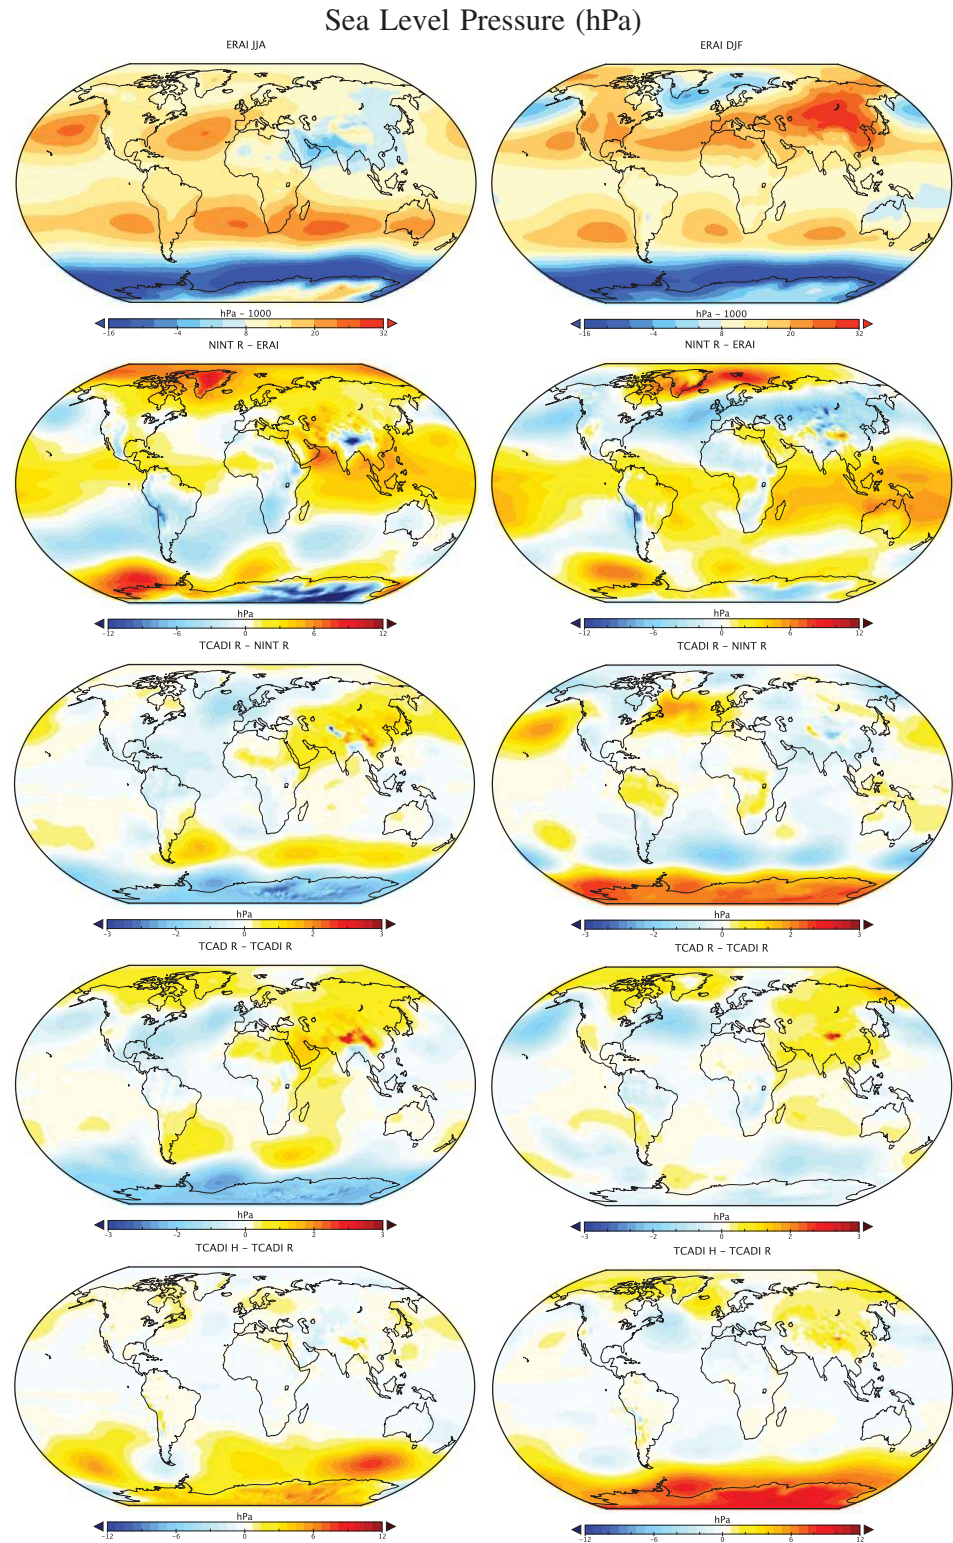 Sea Level Pressure (hPa)
ERAI JJA
ERAI DJF
hPa - 1000
-16 -4 8 20 32
hPa - 1000
-16 -4 8 20 32
NINT R - ERAI
NINT R - ERAI
hPa
-12 -6 0 6 12
hPa
-12 -6 0 6 12
TCADI R - NINT R
TCADI R - NINT R
hPa
-3 -2 0 2 3
hPa
-3 -2 0 2 3
TCAD R - TCADI R
TCAD R - TCADI R
hPa
-3 -2 0 2 3
hPa
-3 -2 0 2 3
TCADI H - TCADI R
TCADI H - TCADI R
hPa
-12 -6 0 6 12
hPa
-12 -6 0 6 12